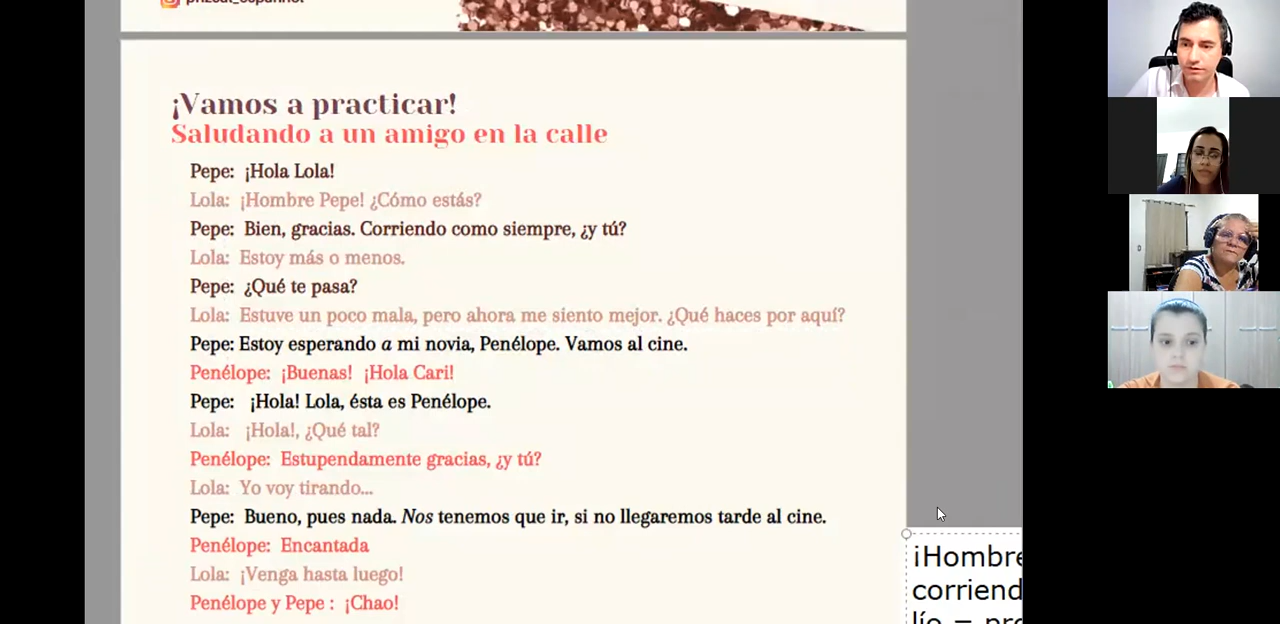 ¡Vamos a practicar!
Saludando a un amigo en la calle
Pepe: ¡Hola Lola!
Lola: ¡Hombre Pepe! ¿Cómo estás?
Pepe: Bien, gracias. Corriendo como siempre, ¿y tú?
Lola: Estoy más o menos.
Pepe: ¿Qué te pasa?
Lola: Estuve un poco mala, pero ahora me siento mejor. ¿Qué haces por aquí?
Pepe: Estoy esperando a mi novia, Penélope. Vamos al cine.
Penélope: ¡Buenas! ¡Hola Cari!
Pepe: ¡Hola! Lola, ésta es Penélope.
Lola: ¡Hola!, ¿Qué tal?
Penélope: Estupendamente gracias, ¿y tú?
Lola: Yo voy tirando...
Pepe: Bueno, pues nada. Nos tenemos que ir, si no llegaremos tarde al cine.
Penélope: Encantada
Lola: ¡Venga hasta luego!
Penélope y Pepe : ¡Chao!
¡Hombre
corriend